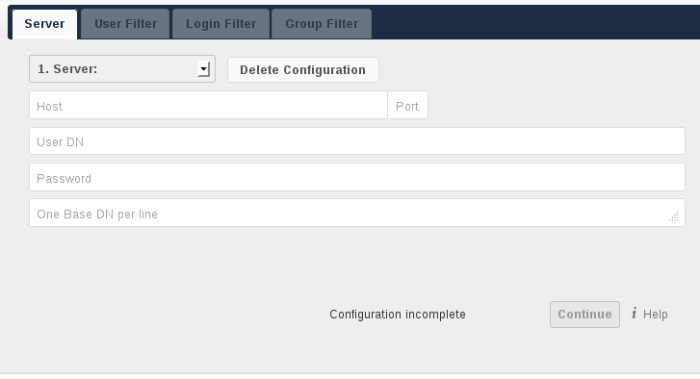 Server User Filter Login Filter Group Filter
1. Server: Delete Configuration
Host Port
User DN
Password
One Base DN per line
Configuration incomplete Continue i Help